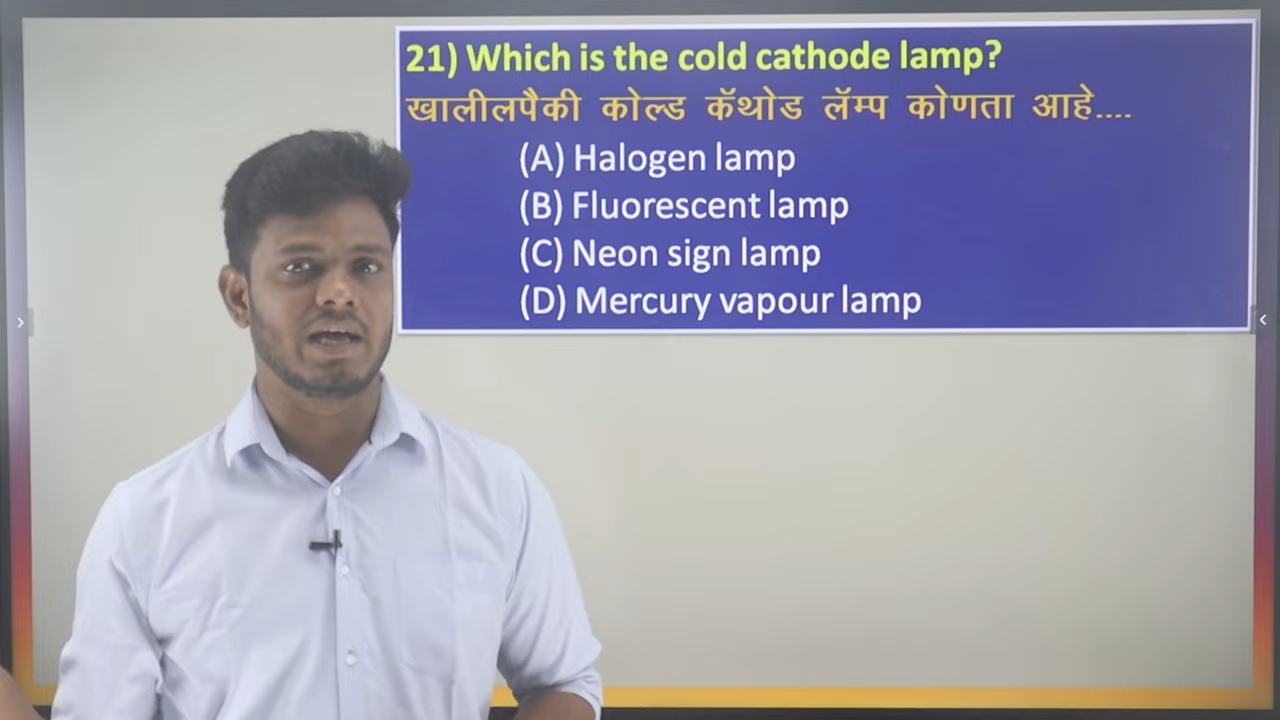 21) Which is the cold cathode lamp?
खालीलपैकी कोल्ड कॅथोड लॅम्प कोणता आहे....
(A) Halogen lamp
(B) Fluorescent lamp
(C) Neon sign lamp
(D) Mercury vapour lamp